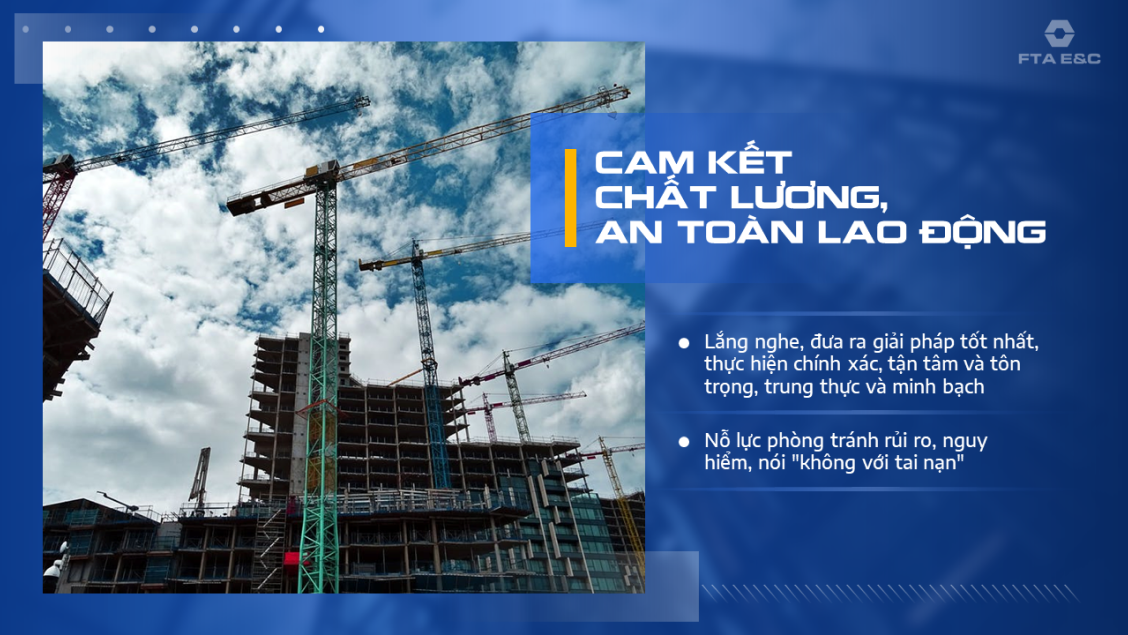 FTA E&C
CAM KẾT
CHẤT LƯƠNG,
AN TOÀN LAO ĐỘNG
Lắng nghe, đưa ra giải pháp tốt nhất,
thực hiện chính xác, tận tâm và tôn
trọng, trung thực và minh bạch
Nỗ lực phòng tránh rủi ro, nguy
hiểm, nói "không với tai nạn"